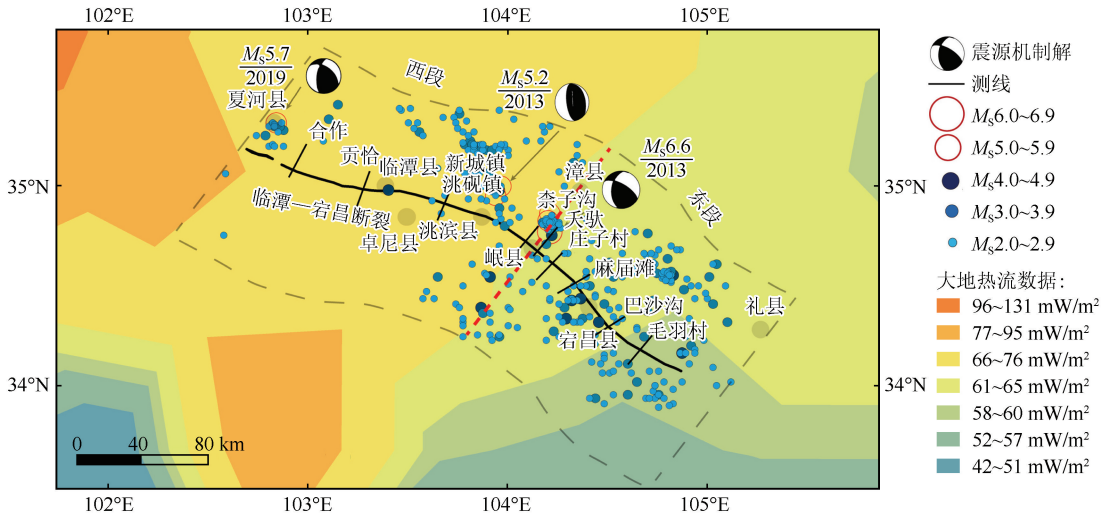 102°E
103°E
104°E
105°E
Ms5.7
2019
夏河县
西段
Ms5.2
2013
Ms6.6
2013
合作
贡恰
临潭县
新城镇
洮砚镇
漳县
35°N
35°N
东段
临潭—宕昌断裂
卓尼县
洮滨县
柰子沟
天驮
庄子村
岷县
麻届滩
巴沙沟
礼县
宕昌县
毛羽村
34°N
34°N
0 40 80 km
102°E
103°E
104°E
105°E
震源机制解
测线
Ms6.0~6.9
Ms5.0~5.9
Ms4.0~4.9
Ms3.0~3.9
Ms2.0~2.9
大地热流数据：
96~131 mW/m²
77~95 mW/m²
66~76 mW/m²
61~65 mW/m²
58~60 mW/m²
52~57 mW/m²
42~51 mW/m²